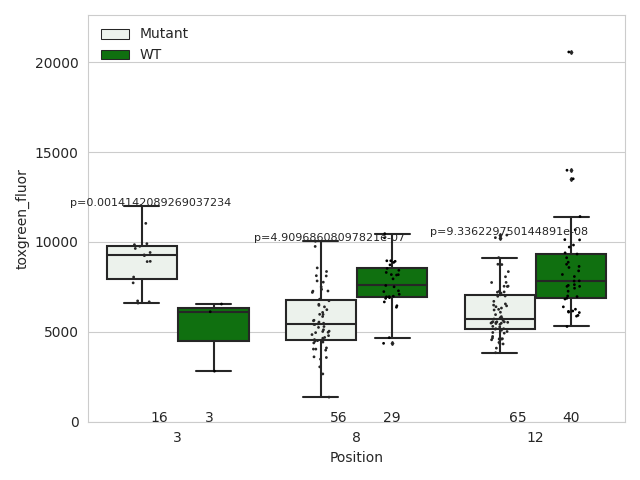 Mutant
WT
20000
15000
10000
5000
0
toxgreen_fluor
p=0.0014142089269037234
p=4.90968608097821e-07
p=9.336229750144891e-08
16 3 56 29 65 40
3 8 12
Position